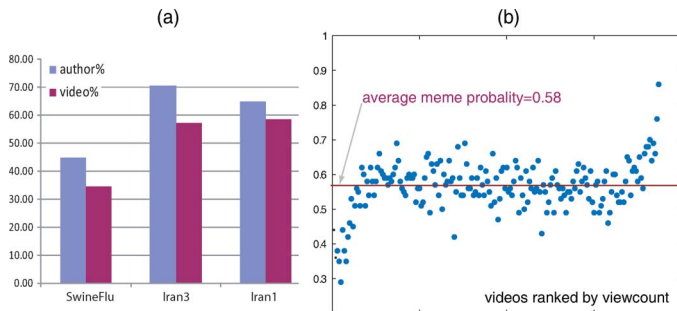 (a)
80.00
70.00
60.00
50.00
40.00
30.00
20.00
10.00
0.00
author%
video%
SwineFlu Iran3 Iran1
(b)
1
0.9
0.8
0.7
0.6
0.5
0.4
0.3
average meme probality=0.58
videos ranked by viewcount